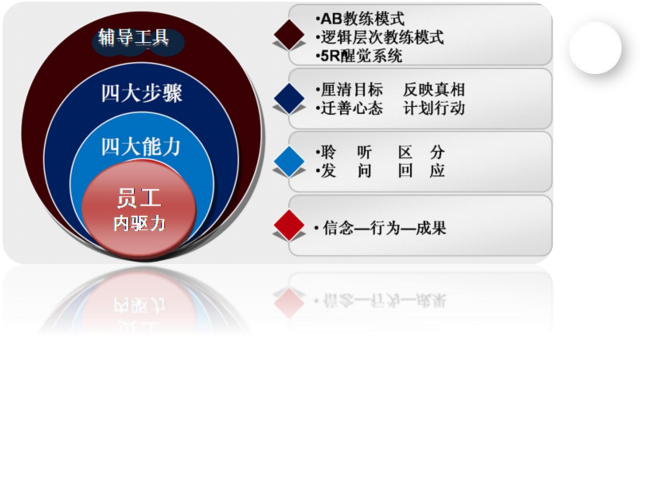 辅导工具
四大步骤
四大能力
员工
内驱力
•AB教练模式
•逻辑层次教练模式
•5R醒觉系统
•厘清目标 反映真相
•迁善心态 计划行动
•聆 听 区 分
•发 问 回 应
•信念—行为—成果